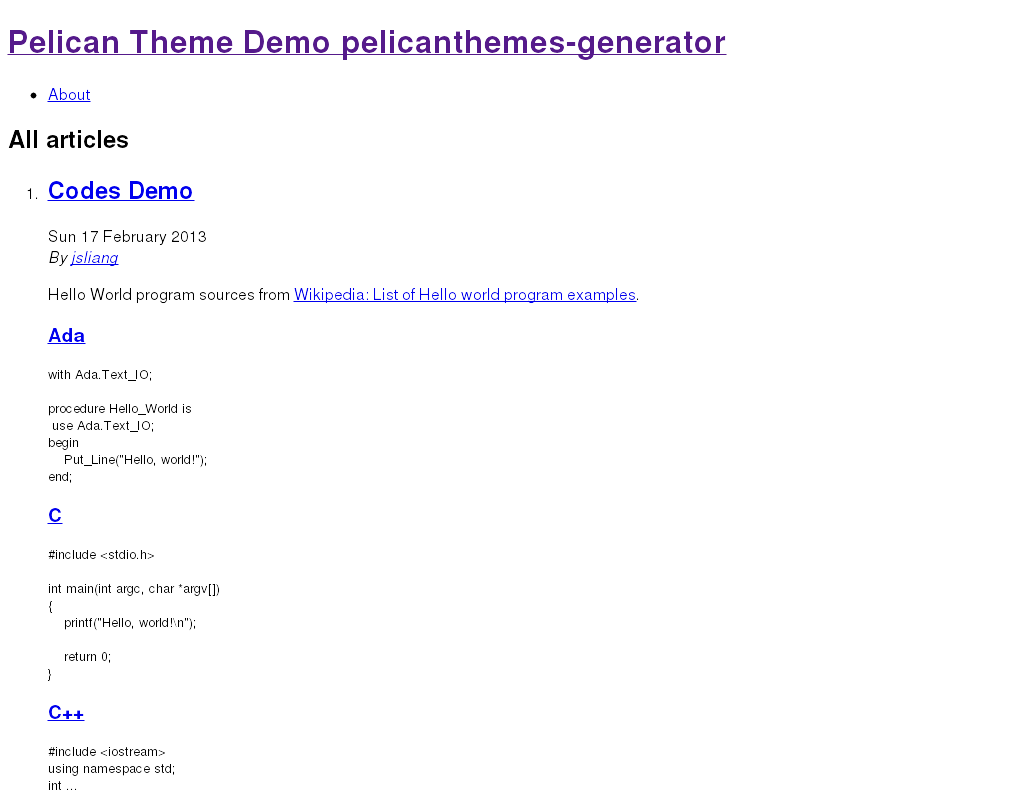 Pelican Theme Demo pelicanthemes-generator
• About
All articles
1. Codes Demo
Sun 17 February 2013
By jsliang
Hello World program sources from Wikipedia: List of Hello world program examples.
Ada
with Ada.Text_IO;
procedure Hello_World is
 use Ada.Text_IO;
begin
    Put_Line("Hello, world!");
end;
C
#include <stdio.h>
int main(int argc, char *argv[])
{
    printf("Hello, world!\n");
    return 0;
}
C++
#include <iostream>
using namespace std;
int ...